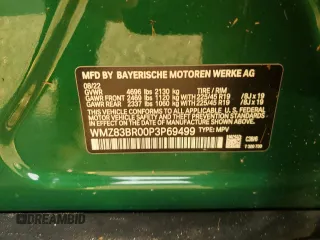 MFD. BY BAYERISCHE MOTOREN WERKE AG
08/22
GVWR 4696 lbs 2130 kg TIRE / RIM
GAWR FRONT 2469 lbs 1120 kg 225/45 R19 /8J x 19
GAWR REAR 2337 lbs 1060 kg 225/45 R19 /8J x 19
THIS VEHICLE CONFORMS TO ALL APPLICABLE FEDERAL
MOTOR VEHICLE SAFETY, BUMPER, AND THEFT
PREVENTION STANDARDS IN EFFECT ON THE DATE OF
MANUFACTURE SHOWN ABOVE.
WMZ83BR00P3P69499
TYPE: MPV
DREAMBID